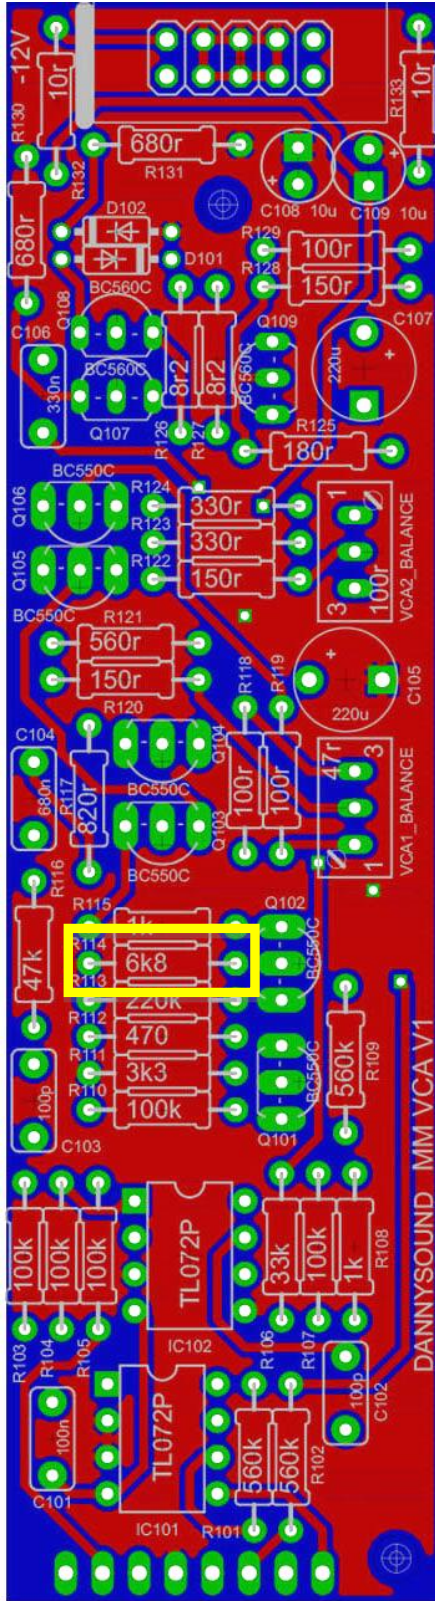 -12V
10r
R130
10r
R133
R132
680r
R131
C108
10u
C109
10u
680r
D102
D101
R129
100r
R128
150r
C107
220u
BC560C
Q108
BC560C
Q107
C106
330n
8r2
8r2
R126
R127
Q109
BC560C
R125
180r
BC550C
Q106
R124
330r
R123
330r
R122
150r
Q105
BC550C
1
3
100r
VCA2_BALANCE
R121
560r
150r
R120
R118
R119
C105
220u
C104
680n
R117
820r
Q104
BC550C
Q103
BC550C
100r
100r
47r
3
1
VCA1_BALANCE
R116
47k
R115
1k
R114
6k8
R113
220k
R112
470
R111
3k3
R110
100k
Q102
BC550C
BC550C
Q101
560k
R109
100p
C103
DANNYSOUND MM VCA V1
100k
100k
100k
R103
R104
R105
TL072P
IC102
33k
100k
1k
R108
R106
R107
100n
C101
TL072P
IC101
560k
560k
R102
R101
100p
C102